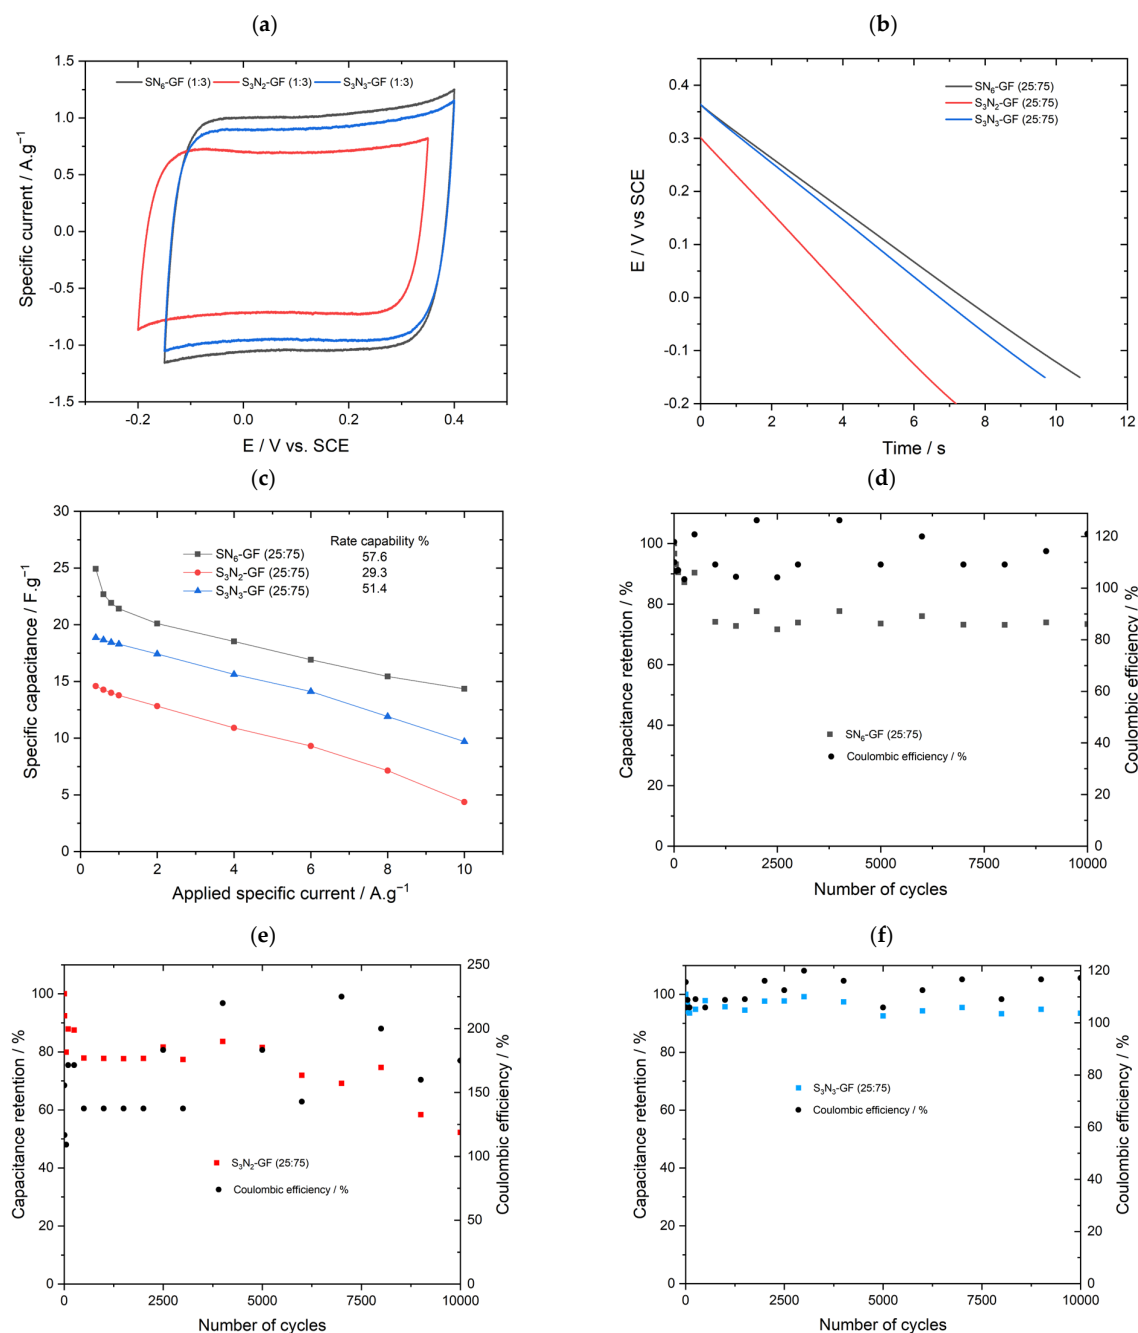 (a)
1.5
1.0
0.5
0.0
-0.5
-1.0
-1.5
Specific current / A.g⁻¹
SN₆-GF (1:3) S₃N₂-GF (1:3) S₃N₃-GF (1:3)
-0.2 0.0 0.2 0.4
E / V vs. SCE
(b)
0.4
0.3
0.2
0.1
0.0
-0.1
-0.2
E / V vs SCE
SN₆-GF (25:75)
S₃N₂-GF (25:75)
S₃N₃-GF (25:75)
0 2 4 6 8 10 12
Time / s
(c)
30
25
20
15
10
5
0
Specific capacitance / F.g⁻¹
Rate capability %
SN₆-GF (25:75) 57.6
S₃N₂-GF (25:75) 29.3
S₃N₃-GF (25:75) 51.4
0 2 4 6 8 10
Applied specific current / A.g⁻¹
(d)
100
80
60
40
20
0
Capacitance retention / %
SN₆-GF (25:75)
Coulombic efficiency / %
120
100
80
60
40
20
0
Coulombic efficiency / %
0 2500 5000 7500 10000
Number of cycles
(e)
100
80
60
40
20
0
Capacitance retention / %
S₃N₂-GF (25:75)
Coulombic efficiency / %
250
200
150
100
50
0
Coulombic efficiency / %
0 2500 5000 7500 10000
Number of cycles
(f)
100
80
60
40
20
0
Capacitance retention / %
S₃N₃-GF (25:75)
Coulombic efficiency / %
120
100
80
60
40
20
0
Coulombic efficiency / %
0 2500 5000 7500 10000
Number of cycles